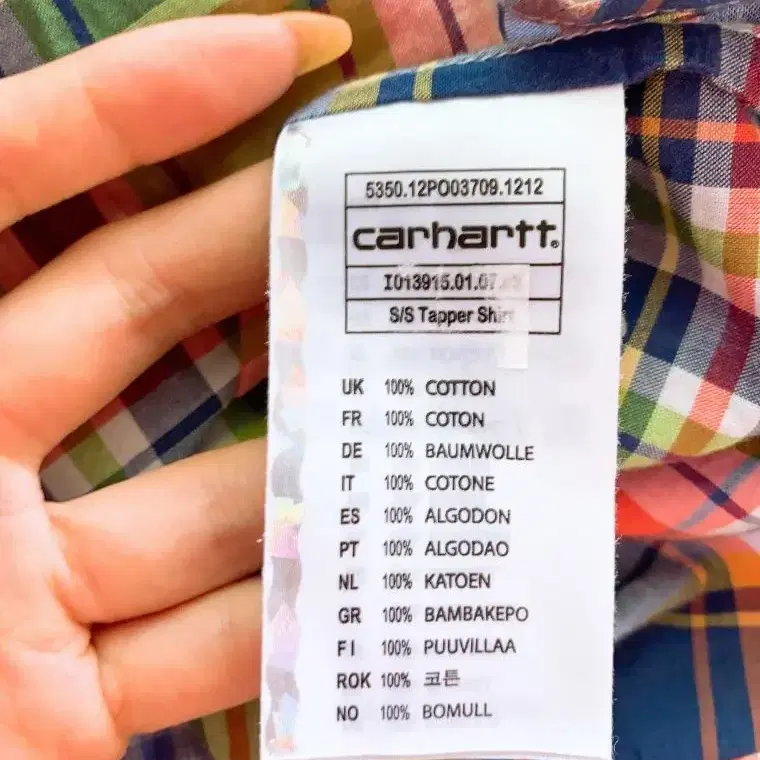 5350.12PO03709.1212
carhartt®
I013915.01.07
S/S Tapper Shirt
UK 100% COTTON
FR 100% COTON
DE 100% BAUMWOLLE
IT 100% COTONE
ES 100% ALGODON
PT 100% ALGODAO
NL 100% KATOEN
GR 100% BAMBAKEPO
FI 100% PUUVILLAA
ROK 100% 코튼
NO 100% BOMULL